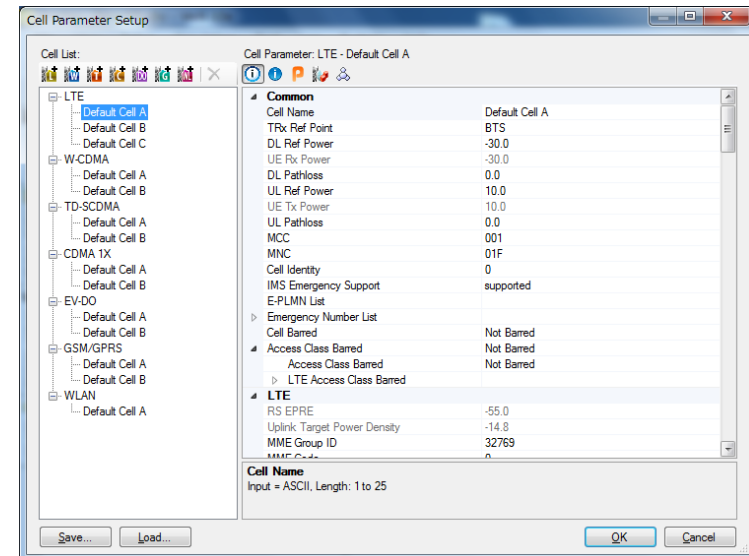 Cell Parameter Setup
Cell List:
Cell Parameter: LTE - Default Cell A
LTE
Default Cell A
Default Cell B
Default Cell C
W-CDMA
Default Cell A
Default Cell B
TD-SCDMA
Default Cell A
Default Cell B
CDMA 1X
Default Cell A
Default Cell B
EV-DO
Default Cell A
Default Cell B
GSM/GPRS
Default Cell A
Default Cell B
WLAN
Default Cell A
Common
Cell Name Default Cell A
TRx Ref Point BTS
DL Ref Power -30.0
UE Rx Power -30.0
DL Pathloss 0.0
UL Ref Power 10.0
UE Tx Power 10.0
UL Pathloss 0.0
MCC 001
MNC 01F
Cell Identity 0
IMS Emergency Support supported
E-PLMN List
Emergency Number List
Cell Barred Not Barred
Access Class Barred Not Barred
Access Class Barred Not Barred
LTE Access Class Barred
LTE
RS EPRE -55.0
Uplink Target Power Density -14.8
MME Group ID 32769
MME Code 0
Cell Name
Input = ASCII, Length: 1 to 25
Save... Load... OK Cancel